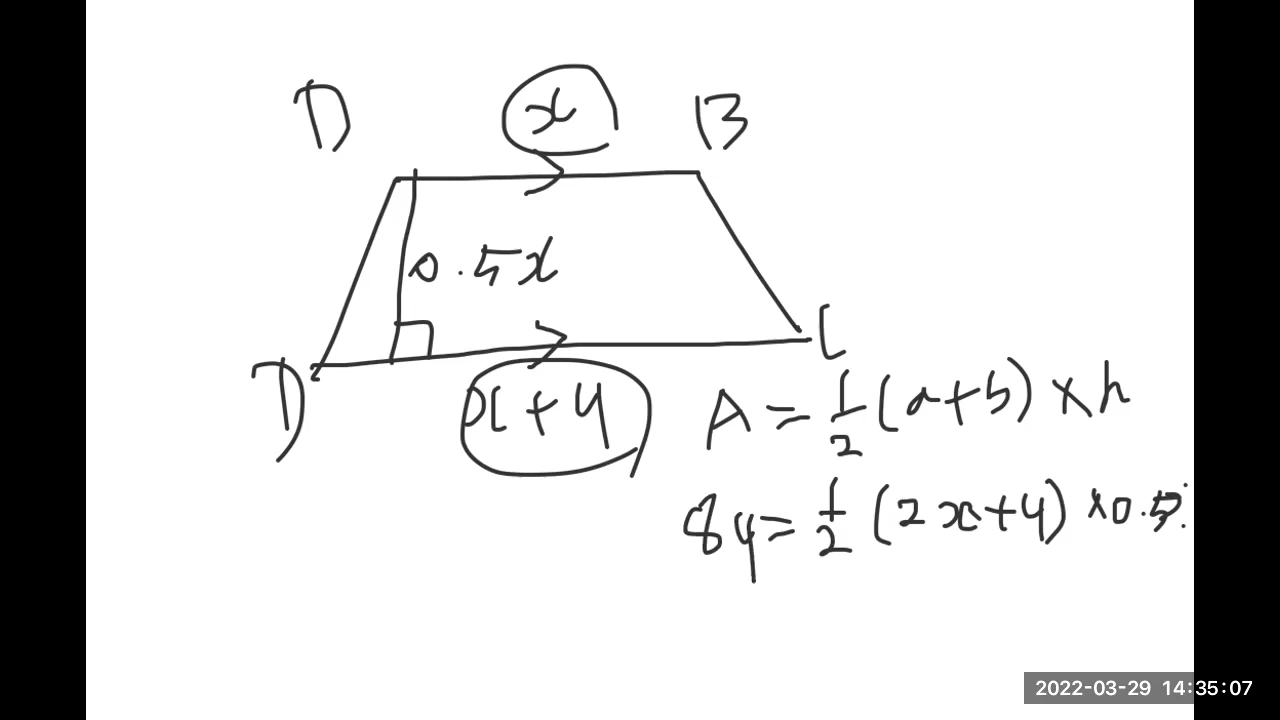 D x B
0.5x
D x+4 C
A = 1/2 (a+b) × h
84 = 1/2 (2x+4) × 0.5
2022-03-29 14:35:07